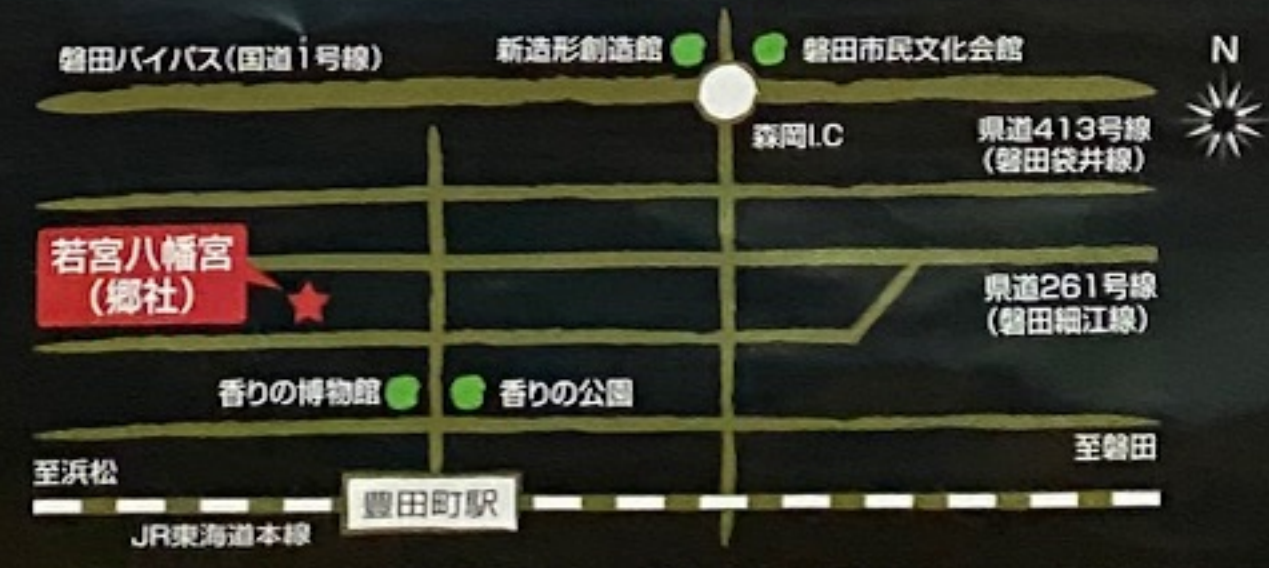 磐田バイパス(国道1号線)
新造形創造館
磐田市民文化会館
N
森岡I.C
県道413号線
(磐田袋井線)
若宮八幡宮
(郷社)
県道261号線
(磐田細江線)
香りの博物館
香りの公園
至浜松
至磐田
豊田町駅
JR東海道本線